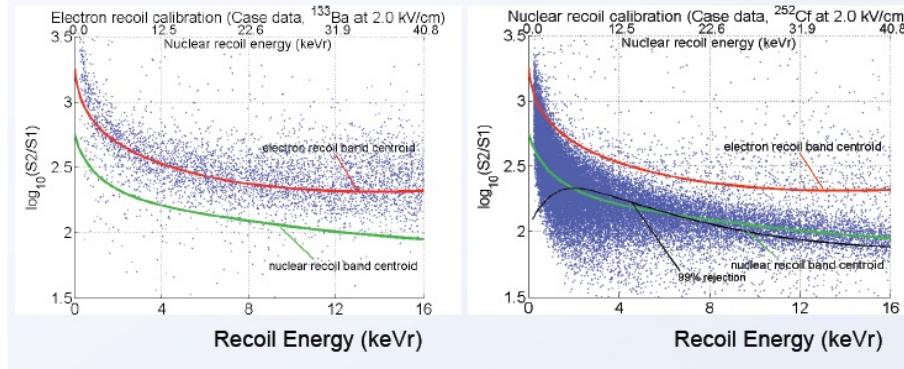 Electron recoil calibration (Case data, ¹³³Ba at 2.0 kV/cm)
0.0 12.5 22.6 31.9 40.8
Nuclear recoil energy (keVr)
3.5
3
2.5
2
1.5
log₁₀(S2/S1)
electron recoil band centroid
nuclear recoil band centroid
0 4 8 12 16
Recoil Energy (keVr)
Nuclear recoil calibration (Case data, ²⁵²Cf at 2.0 kV/cm)
0.0 12.5 22.6 31.9 40.8
Nuclear recoil energy (keVr)
3.5
3
2.5
2
1.5
log₁₀(S2/S1)
electron recoil band centroid
nuclear recoil band centroid
99% rejection
0 4 8 12 16
Recoil Energy (keVr)